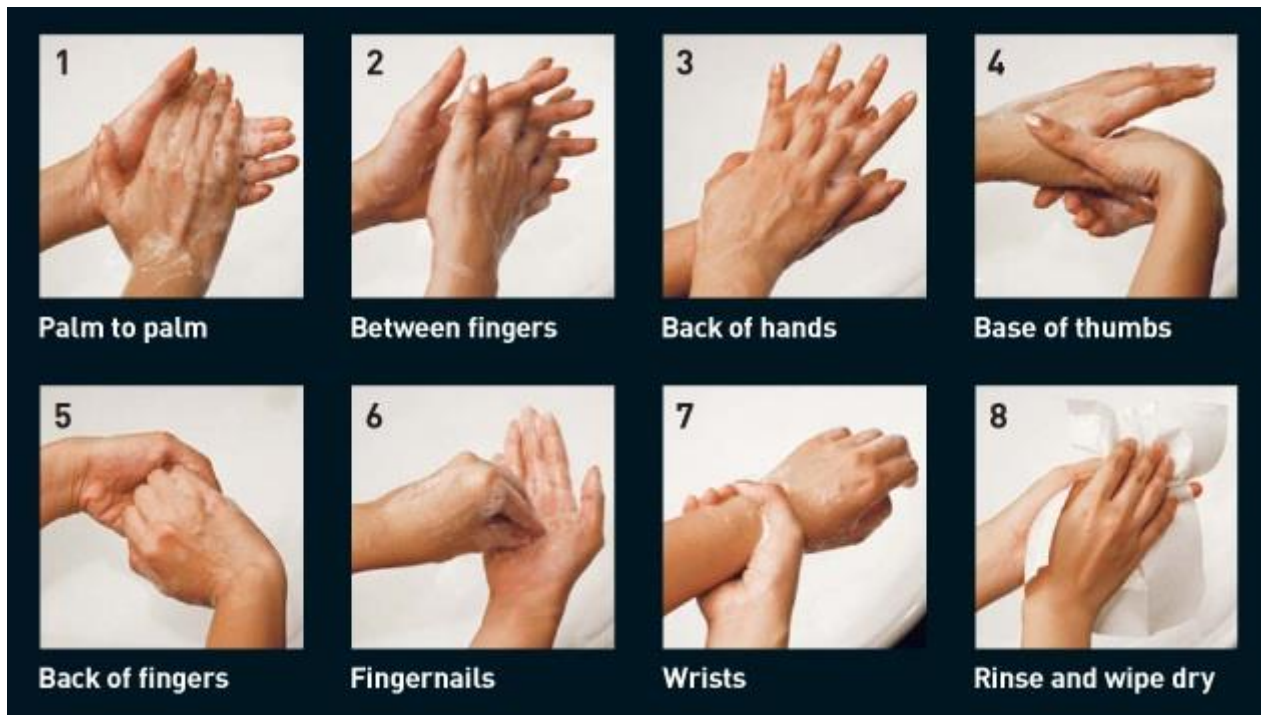 1
2
3
4
Palm to palm
Between fingers
Back of hands
Base of thumbs
5
6
7
8
Back of fingers
Fingernails
Wrists
Rinse and wipe dry